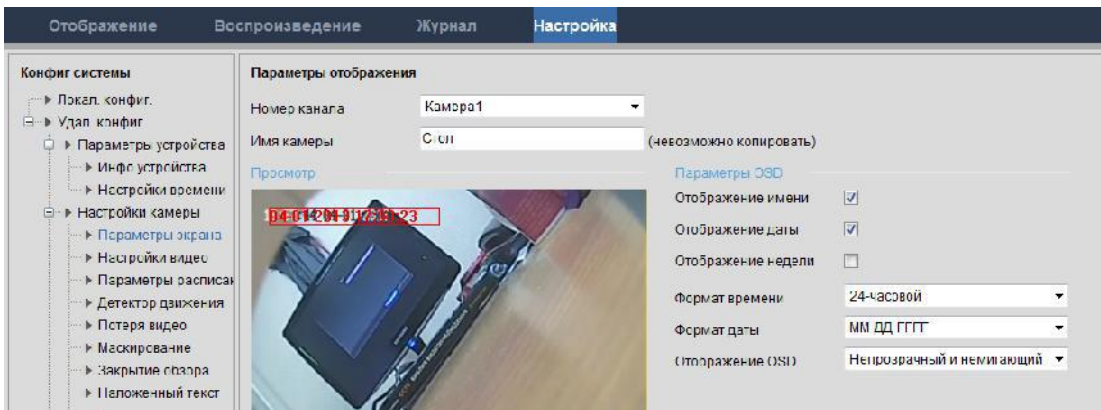 Отображение Воспроизведение Журнал Настройка
Конфиг системы
Локал. конфиг.
Удал. конфиг
Параметры устройства
Инфо устройства
Настройки времени
Настройки камеры
Параметры экрана
Настройки видео
Параметры расписан
Детектор движения
Потеря видео
Маскирование
Закрытие обзора
Наложенный текст
Параметры отображения
Номер канала Камера1
Имя камеры Стол (невозможно копировать)
Просмотр
Параметры OSD
Отображение имени
Отображение даты
Отображение недели
Формат времени 24-часовой
Формат даты ММ ДД ГГГГ
Отображение OSD Непрозрачный и немигающий